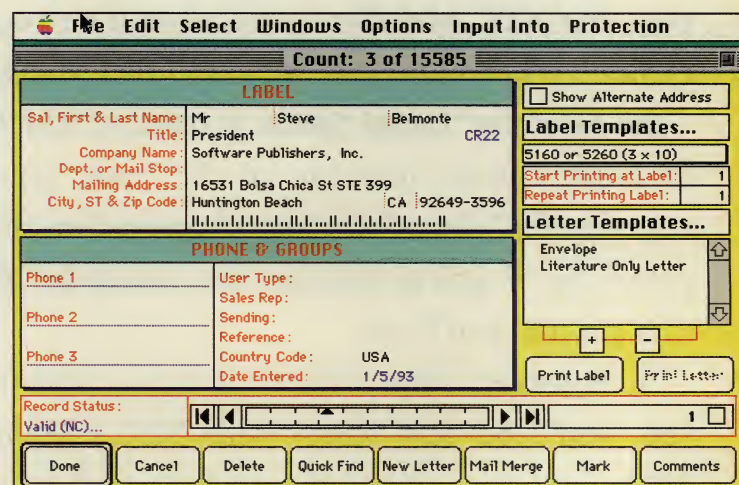 File Edit Select Windows Options Input Into Protection
Count: 3 of 15585
LABEL
Sal, First & Last Name: Mr Steve Belmonte
Title: President CR22
Company Name: Software Publishers, Inc.
Dept. or Mail Stop:
Mailing Address: 16531 Bolsa Chica St STE 399
City, ST & Zip Code: Huntington Beach CA 92649-3596
PHONE & GROUPS
Phone 1
Phone 2
Phone 3
User Type:
Sales Rep:
Sending:
Reference:
Country Code: USA
Date Entered: 1/5/93
Show Alternate Address
Label Templates...
5160 or 5260 (3 x 10)
Start Printing at Label: 1
Repeat Printing Label: 1
Letter Templates...
Envelope
Literature Only Letter
+ -
Print Label Print Letter
Record Status:
Valid (NC)...
1
Done Cancel Delete Quick Find New Letter Mail Merge Mark Comments